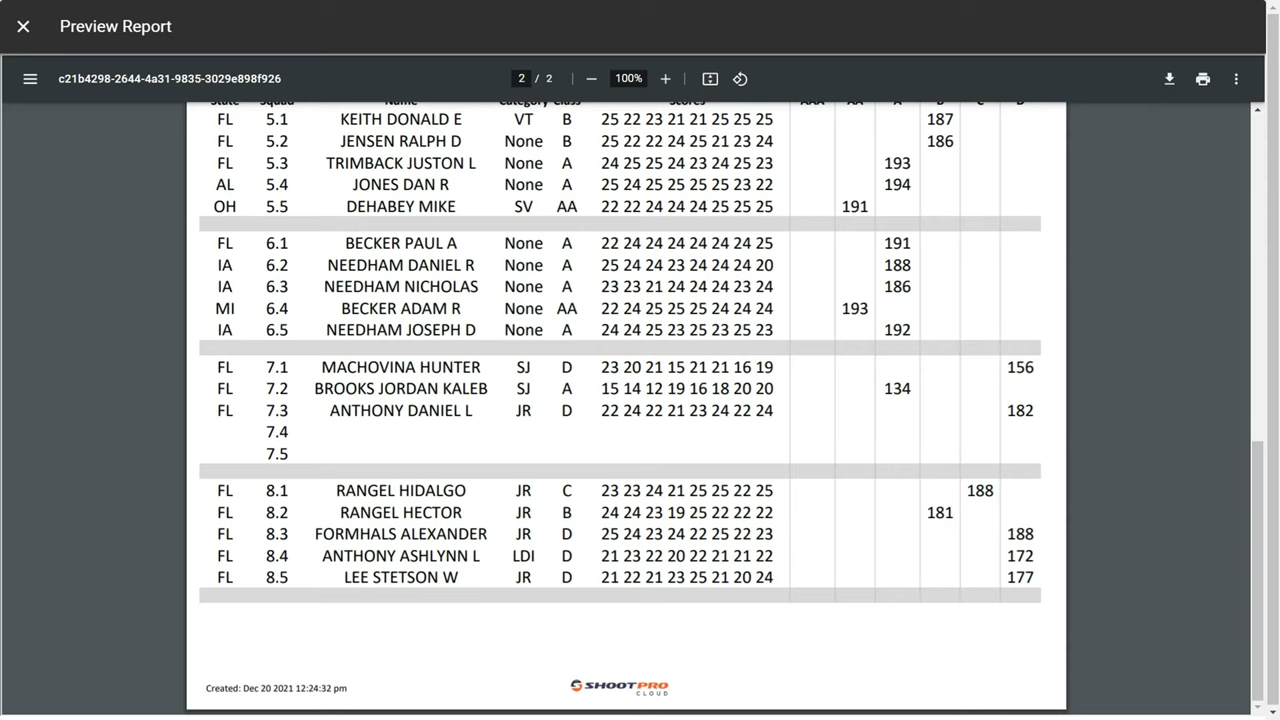 Preview Report
c21b4298-2644-4a31-9835-3029e898f926 2 / 2 100%
State Squad Name Category Class Scores AAA AA A B C D
FL 5.1 KEITH DONALD E VT B 25 22 23 21 21 25 25 25 187
FL 5.2 JENSEN RALPH D None B 25 22 22 24 25 21 23 24 186
FL 5.3 TRIMBACK JUSTON L None A 24 25 25 24 23 24 25 23 193
AL 5.4 JONES DAN R None A 25 24 25 25 25 25 23 22 194
OH 5.5 DEHABEY MIKE SV AA 22 22 24 24 24 25 25 25 191
FL 6.1 BECKER PAUL A None A 22 24 24 24 24 24 24 25 191
IA 6.2 NEEDHAM DANIEL R None A 25 24 24 23 24 24 24 20 188
IA 6.3 NEEDHAM NICHOLAS None A 23 23 21 24 24 24 23 24 186
MI 6.4 BECKER ADAM R None AA 22 24 25 25 25 24 24 24 193
IA 6.5 NEEDHAM JOSEPH D None A 24 24 25 23 25 23 25 23 192
FL 7.1 MACHOVINA HUNTER SJ D 23 20 21 15 21 21 16 19 156
FL 7.2 BROOKS JORDAN KALEB SJ A 15 14 12 19 16 18 20 20 134
FL 7.3 ANTHONY DANIEL L JR D 22 24 22 21 23 24 22 24 182
7.4
7.5
FL 8.1 RANGEL HIDALGO JR C 23 23 24 21 25 25 22 25 188
FL 8.2 RANGEL HECTOR JR B 24 24 23 19 25 22 22 22 181
FL 8.3 FORMHALS ALEXANDER JR D 25 24 23 24 22 25 22 23 188
FL 8.4 ANTHONY ASHLYNN L LDI D 21 23 22 20 22 21 21 22 172
FL 8.5 LEE STETSON W JR D 21 22 21 23 25 21 20 24 177
Created: Dec 20 2021 12:24:32 pm
SHOOTPRO
CLOUD